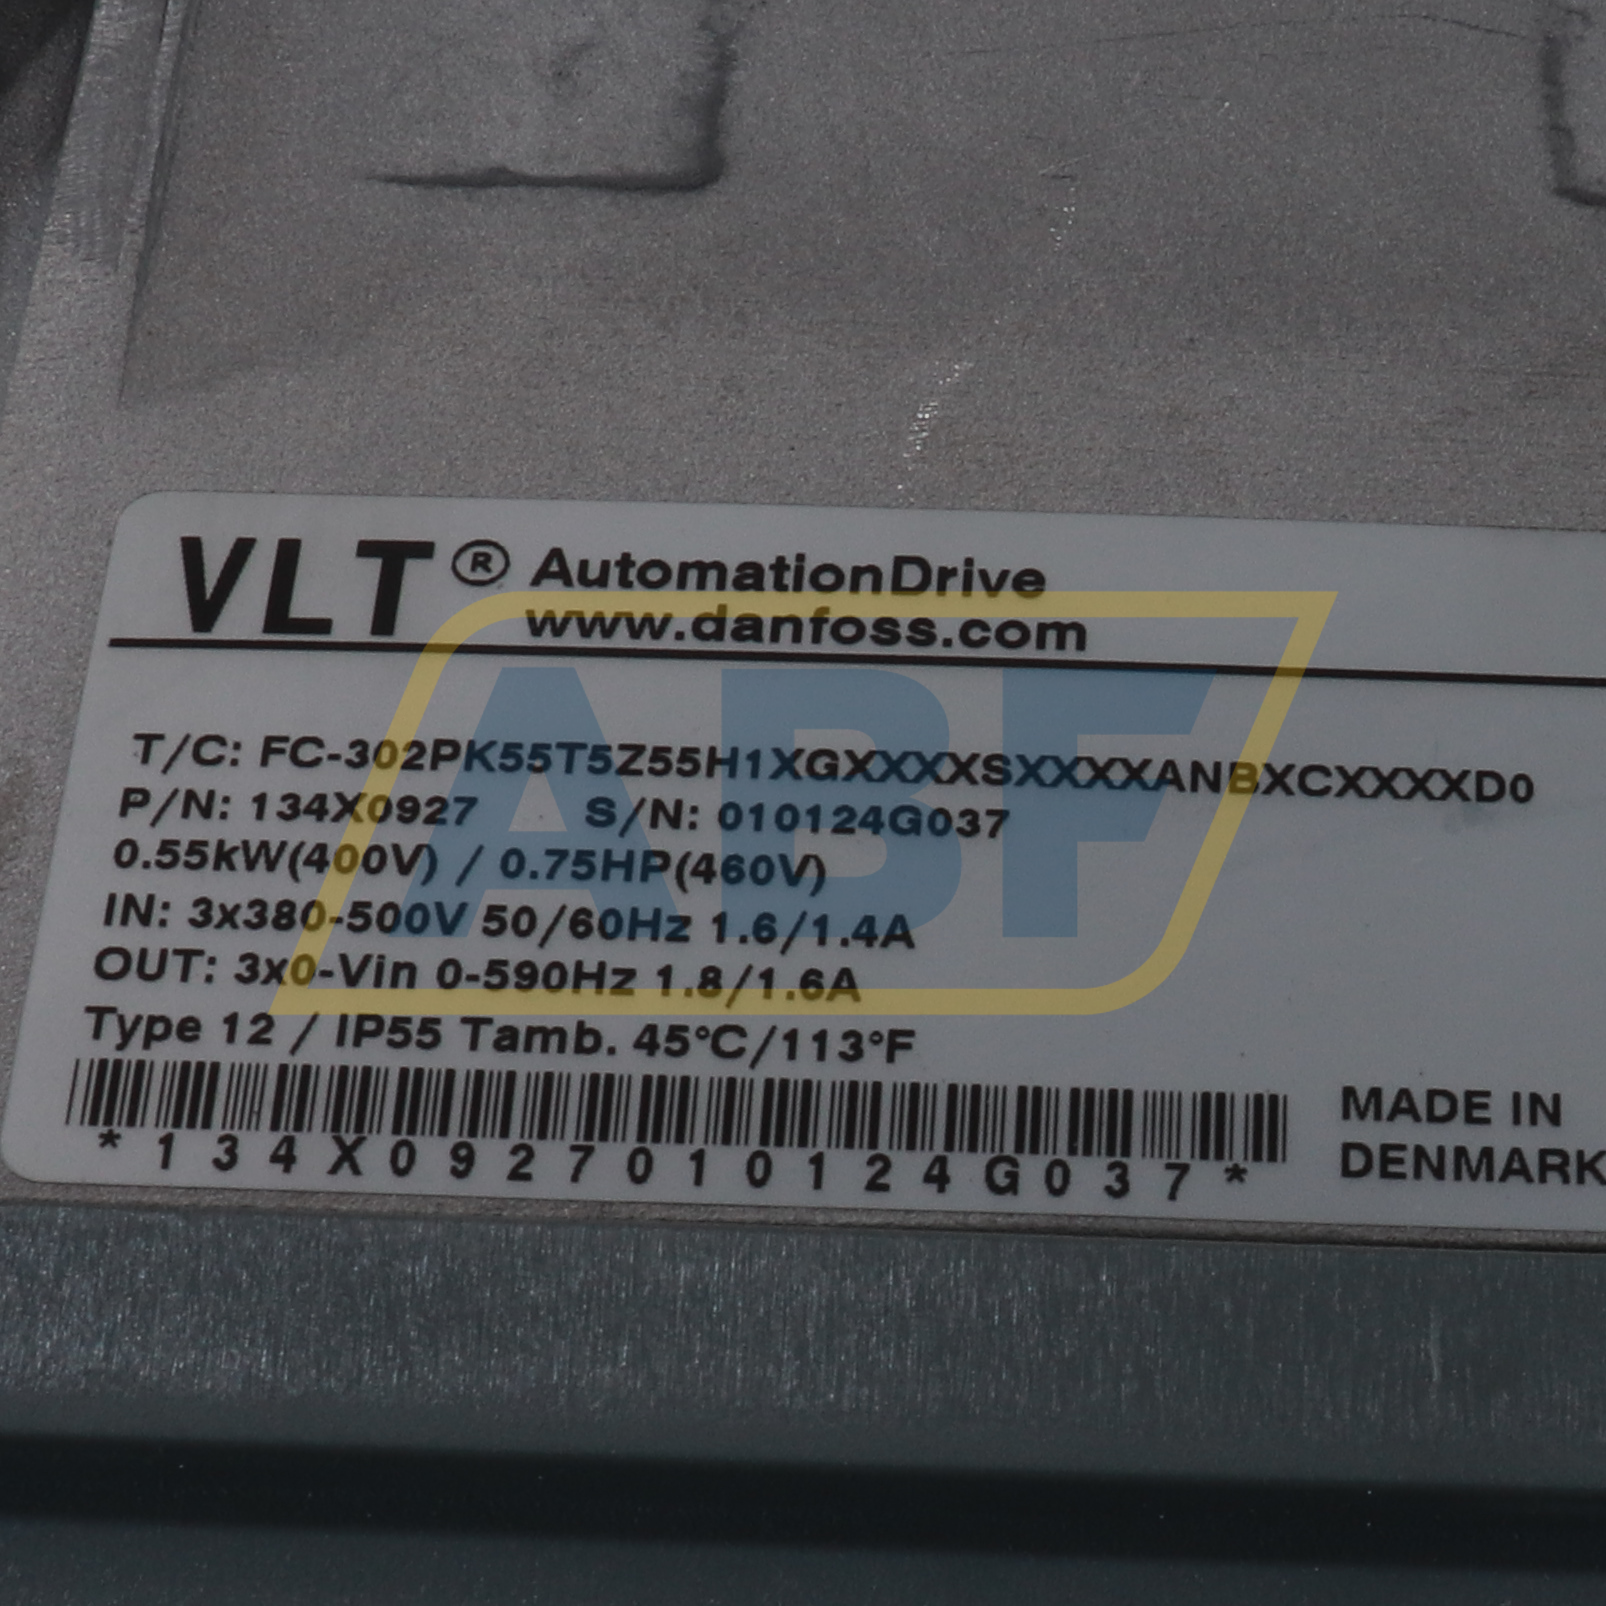 VLT® AutomationDrive
www.danfoss.com
T/C: FC-302PK55T5Z55H1XGXXXXSXXXXANBXCXXXXD0
P/N: 134X0927 S/N: 010124G037
0.55kW(400V) / 0.75HP(460V)
IN: 3x380-500V 50/60Hz 1.6/1.4A
OUT: 3x0-Vin 0-590Hz 1.8/1.6A
Type 12 / IP55 Tamb. 45°C/113°F
*134X0927010124G037*
MADE IN
DENMARK
ABF